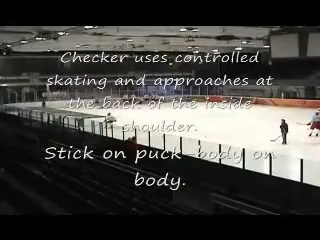 Checker uses controlled
skating and approaches at
the back of the inside
shoulder.
Stick on puck -body on
body.